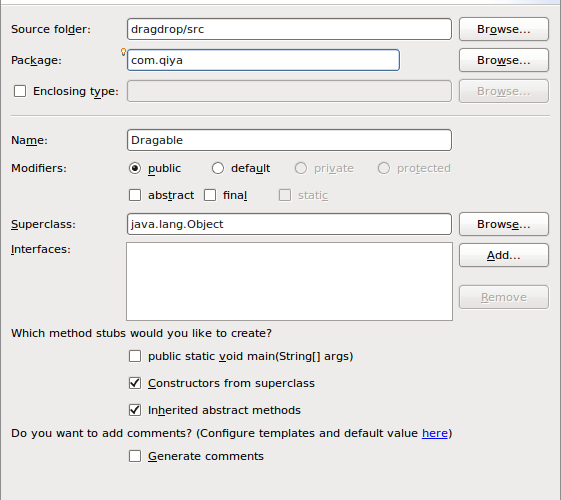 Source folder: dragdrop/src Browse...
Package: com.qiya Browse...
Enclosing type: Browse...
Name: Dragable
Modifiers: public default private protected
abstract final static
Superclass: java.lang.Object Browse...
Interfaces: Add...
Remove
Which method stubs would you like to create?
public static void main(String[] args)
Constructors from superclass
Inherited abstract methods
Do you want to add comments? (Configure templates and default value here)
Generate comments